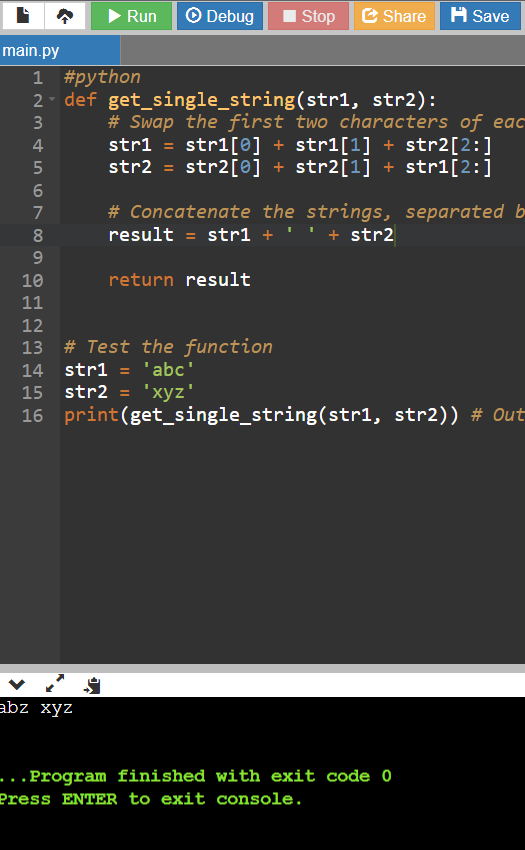 Run Debug Stop Share Save
main.py
1 #python
2 def get_single_string(str1, str2):
3     # Swap the first two characters of eac
4     str1 = str1[0] + str1[1] + str2[2:]
5     str2 = str2[0] + str2[1] + str1[2:]
6
7     # Concatenate the strings, separated b
8     result = str1 + ' ' + str2
9
10     return result
11
12
13 # Test the function
14 str1 = 'abc'
15 str2 = 'xyz'
16 print(get_single_string(str1, str2)) # Out
abz xyz
...Program finished with exit code 0
Press ENTER to exit console.